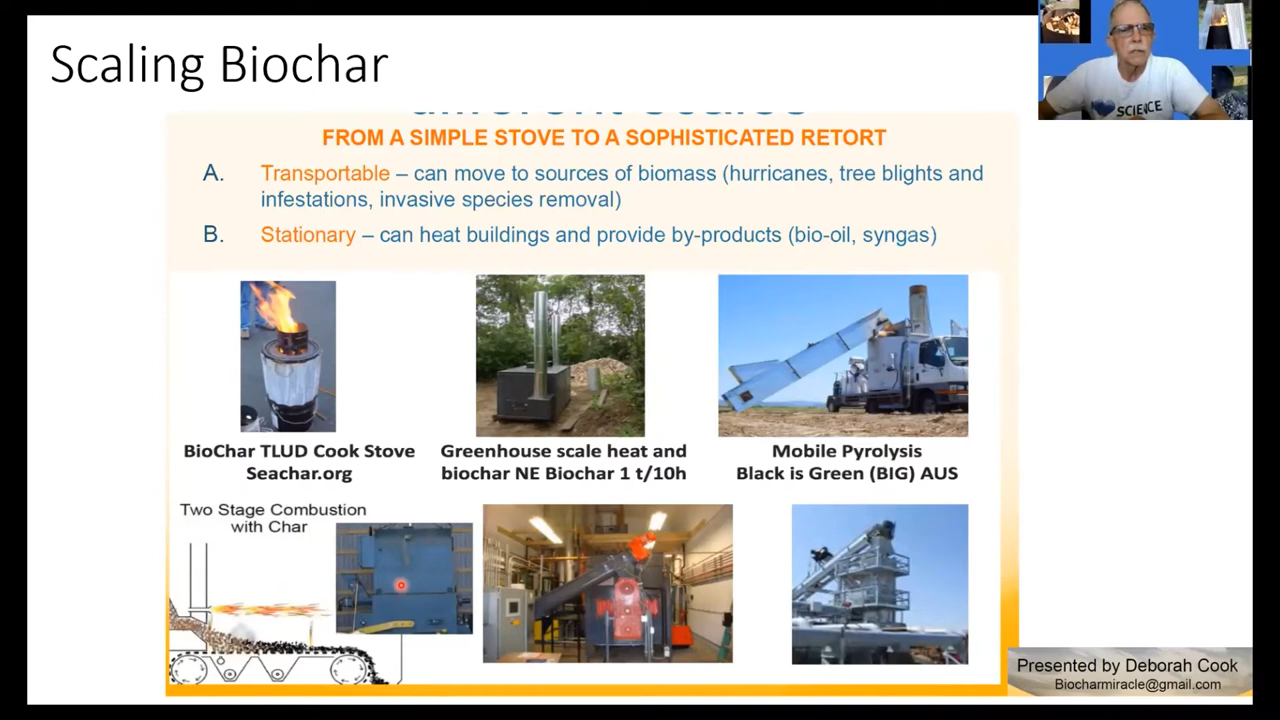 Scaling Biochar
different scales
FROM A SIMPLE STOVE TO A SOPHISTICATED RETORT
A. Transportable – can move to sources of biomass (hurricanes, tree blights and
infestations, invasive species removal)
B. Stationary – can heat buildings and provide by-products (bio-oil, syngas)
BioChar TLUD Cook Stove
Seachar.org
Greenhouse scale heat and
biochar NE Biochar 1 t/10h
Mobile Pyrolysis
Black is Green (BIG) AUS
Two Stage Combustion
with Char
SCIENCE
Presented by Deborah Cook
Biocharmiracle@gmail.com